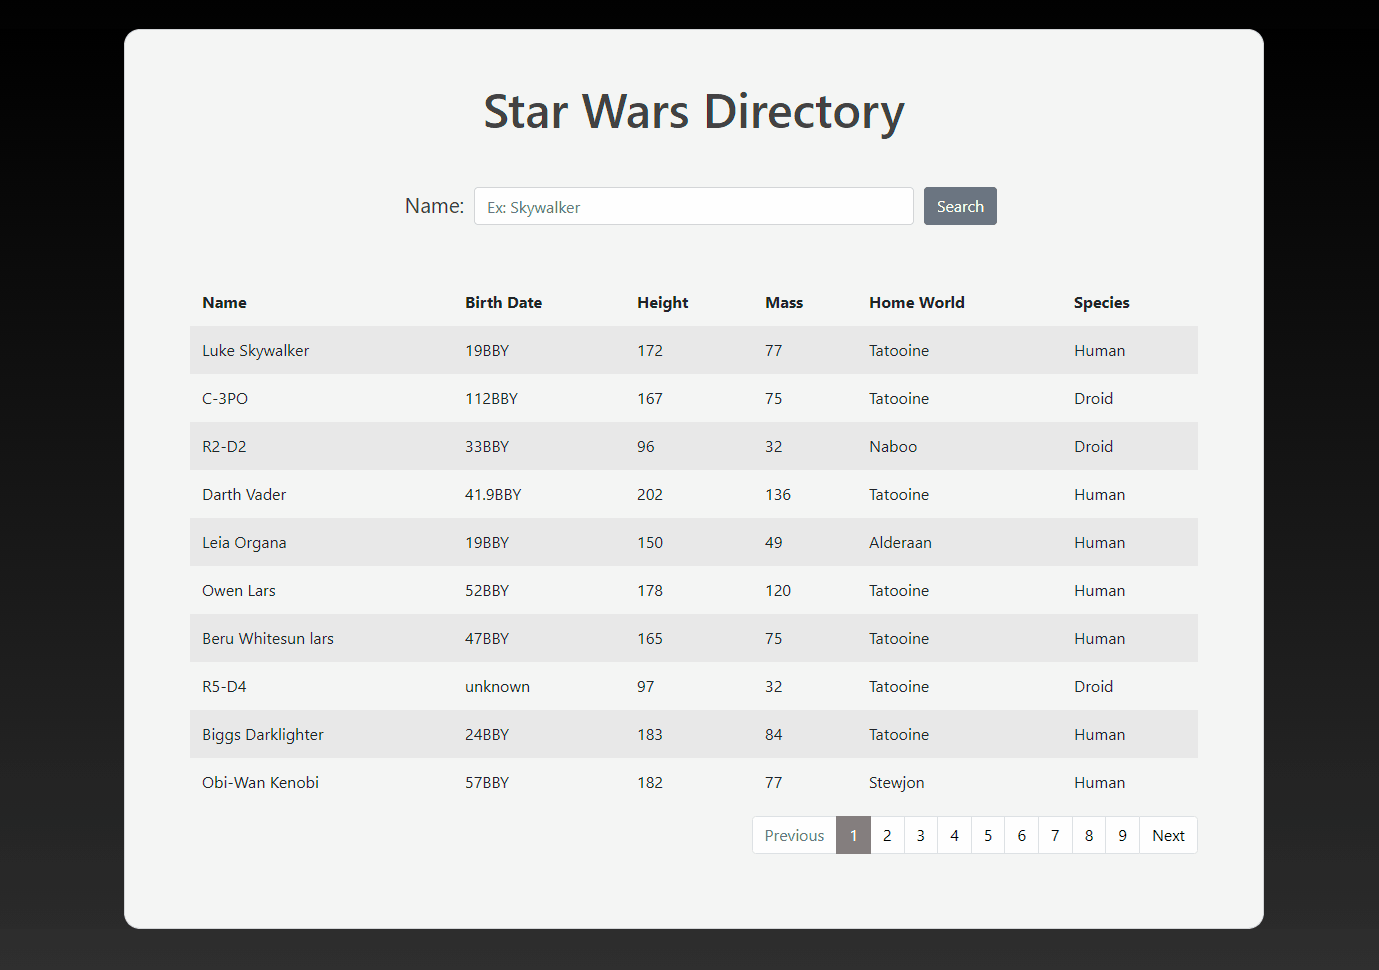 Star Wars Directory
Name: Ex: Skywalker Search
Name Birth Date Height Mass Home World Species
Luke Skywalker 19BBY 172 77 Tatooine Human
C-3PO 112BBY 167 75 Tatooine Droid
R2-D2 33BBY 96 32 Naboo Droid
Darth Vader 41.9BBY 202 136 Tatooine Human
Leia Organa 19BBY 150 49 Alderaan Human
Owen Lars 52BBY 178 120 Tatooine Human
Beru Whitesun lars 47BBY 165 75 Tatooine Human
R5-D4 unknown 97 32 Tatooine Droid
Biggs Darklighter 24BBY 183 84 Tatooine Human
Obi-Wan Kenobi 57BBY 182 77 Stewjon Human
Previous 1 2 3 4 5 6 7 8 9 Next